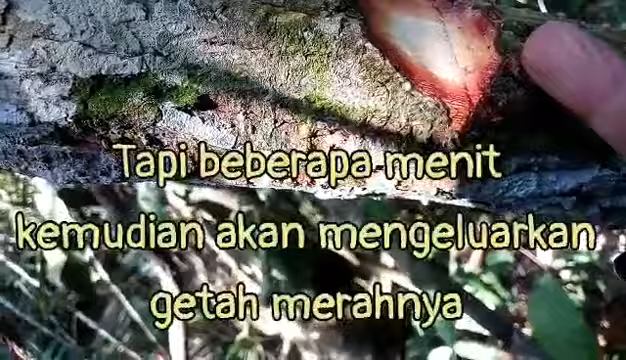 Tapi beberapa menit
kemudian akan mengeluarkan
getah merahnya